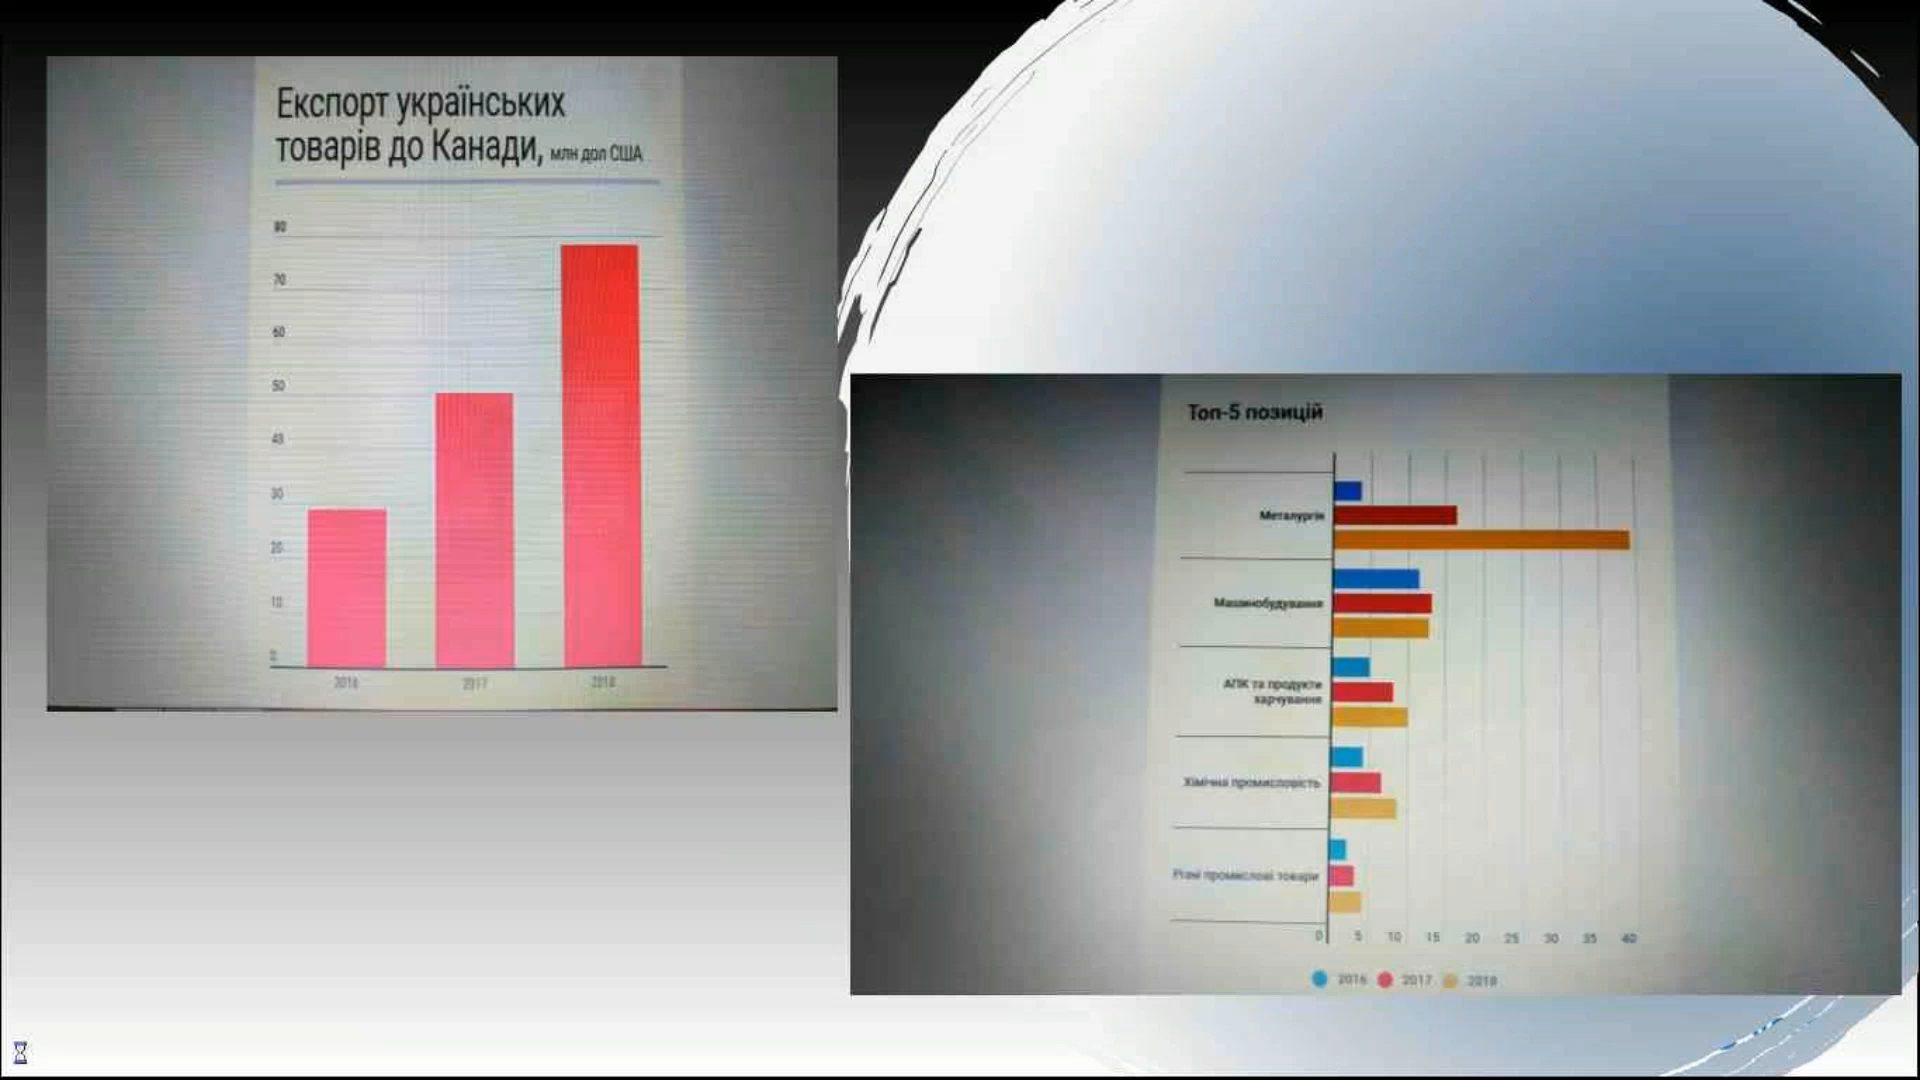 Експорт українських
товарів до Канади, млн дол США
80
70
60
50
40
30
20
10
0
2016
2017
2018
Топ-5 позицій
Металургія
Машинобудування
АПК та продукти
харчування
Хімічна промисловість
Різні промислові товари
0 5 10 15 20 25 30 35 40
2016 2017 2018